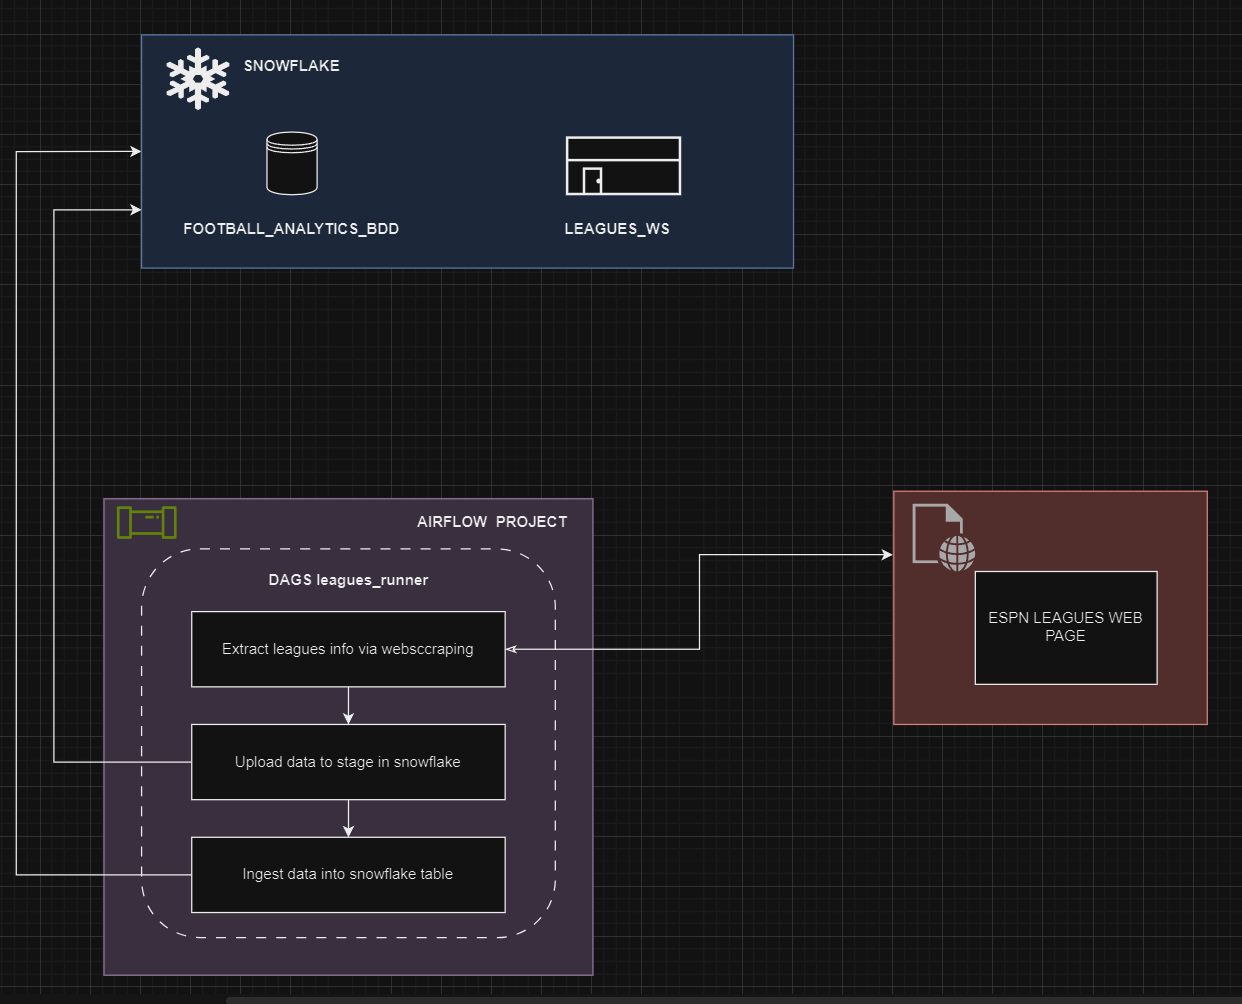 SNOWFLAKE
FOOTBALL_ANALYTICS_BDD
LEAGUES_WS
AIRFLOW PROJECT
DAGS leagues_runner
Extract leagues info via websccraping
Upload data to stage in snowflake
Ingest data into snowflake table
ESPN LEAGUES WEB
PAGE